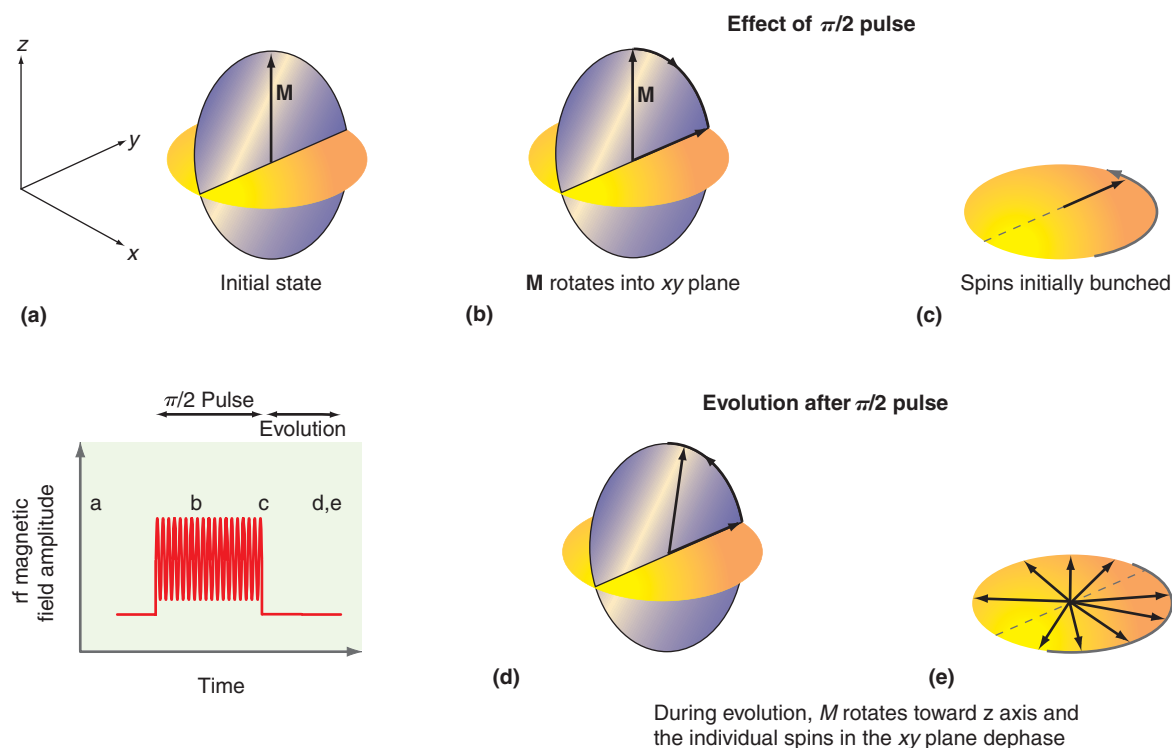 Effect of π/2 pulse
z
y
x
M
Initial state
(a)
M
M rotates into xy plane
(b)
Spins initially bunched
(c)
π/2 Pulse
Evolution
rf magnetic
field amplitude
a
b
c
d,e
Time
Evolution after π/2 pulse
(d)
(e)
During evolution, M rotates toward z axis and
the individual spins in the xy plane dephase